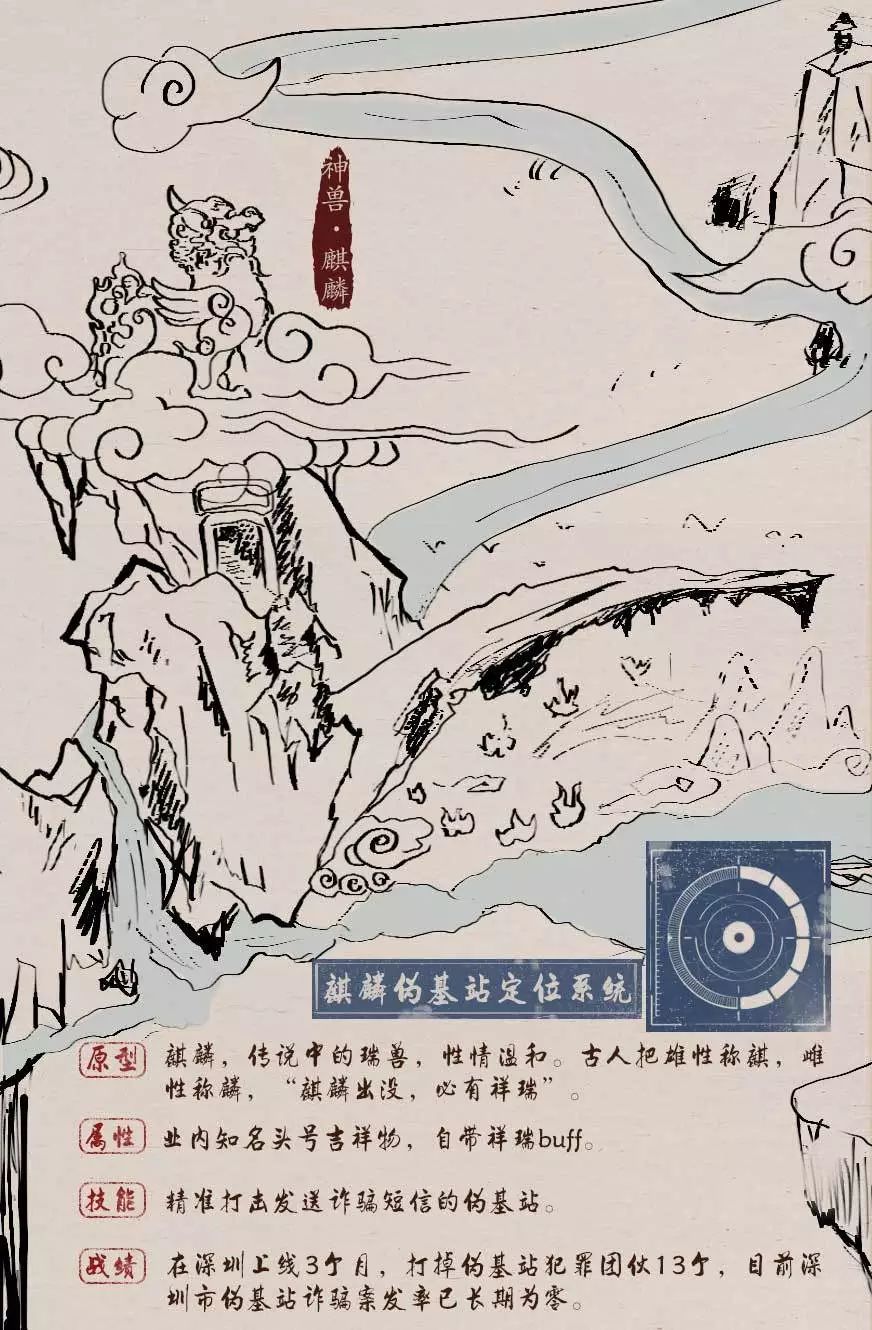 神兽·麒麟
麒麟伪基站定位系统
原型 麒麟，传说中的瑞兽，性情温和。古人把雄性称麒，雌
性称麟，“麒麟出没，必有祥瑞”。
属性 业内知名头号吉祥物，自带祥瑞buff。
技能 精准打击发送诈骗短信的伪基站。
战绩 在深圳上线3个月，打掉伪基站犯罪团伙13个，目前深
圳市伪基站诈骗案发率已长期为零。